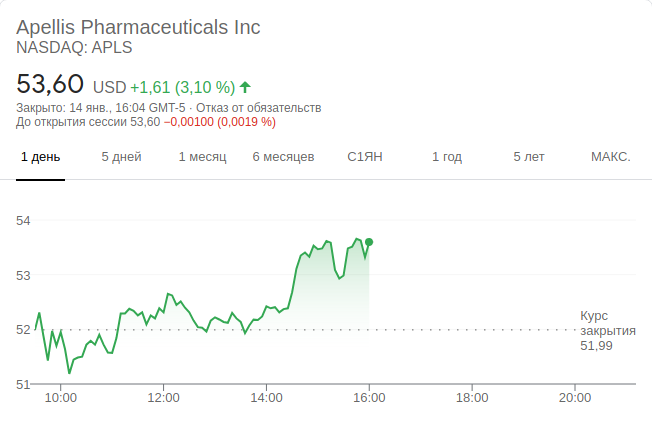 Apellis Pharmaceuticals Inc
NASDAQ: APLS
53,60 USD +1,61 (3,10 %)
Закрыто: 14 янв., 16:04 GMT-5 · Отказ от обязательств
До открытия сессии 53,60 −0,00100 (0,0019 %)
1 день 5 дней 1 месяц 6 месяцев С1ЯН 1 год 5 лет МАКС.
54
53
52
51
Курс
закрытия
51,99
10:00 12:00 14:00 16:00 18:00 20:00